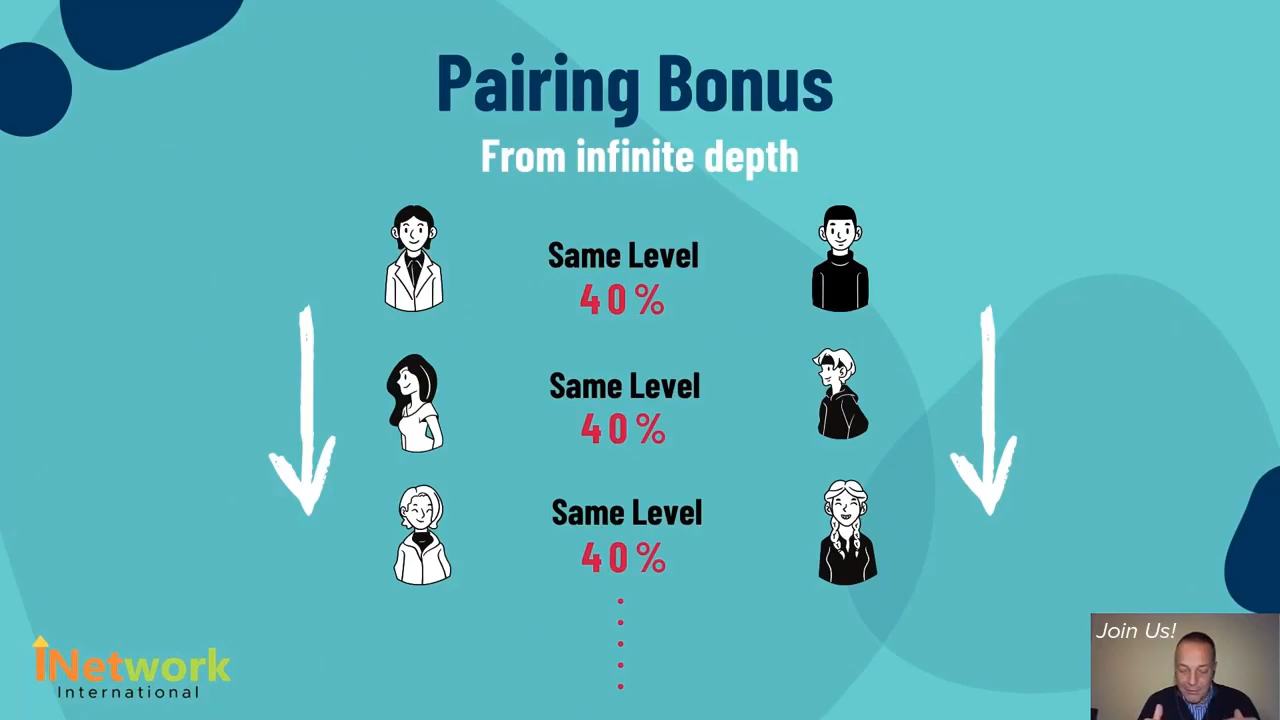 Pairing Bonus
From infinite depth
Same Level
40%
Same Level
40%
Same Level
40%
iNetwork
International
Join Us!